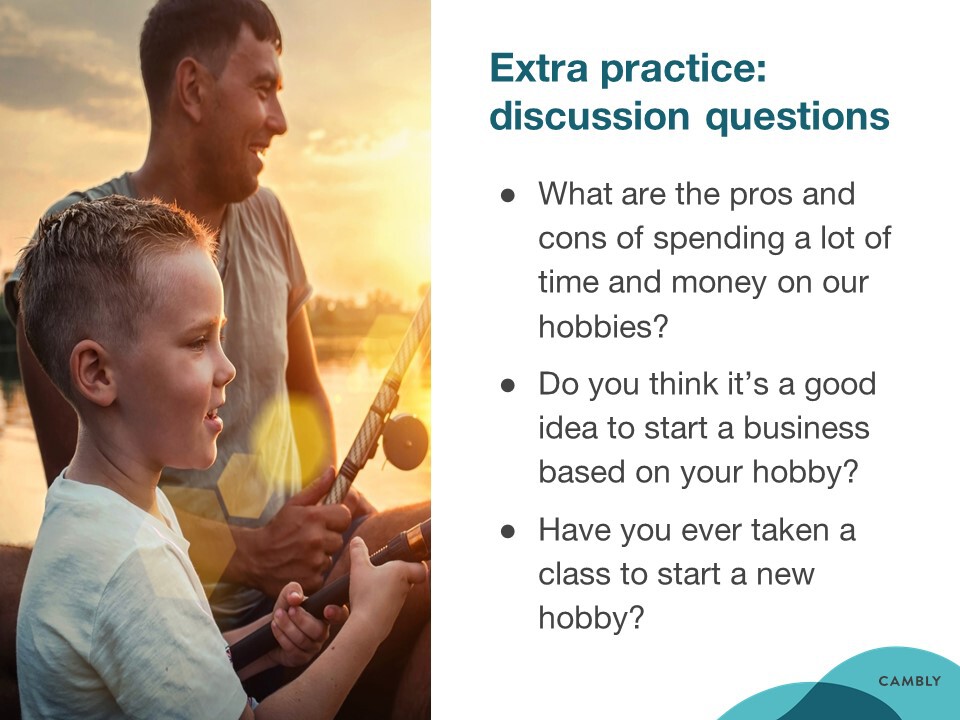 Extra practice:
discussion questions
● What are the pros and
cons of spending a lot of
time and money on our
hobbies?
● Do you think it’s a good
idea to start a business
based on your hobby?
● Have you ever taken a
class to start a new
hobby?
CAMBLY